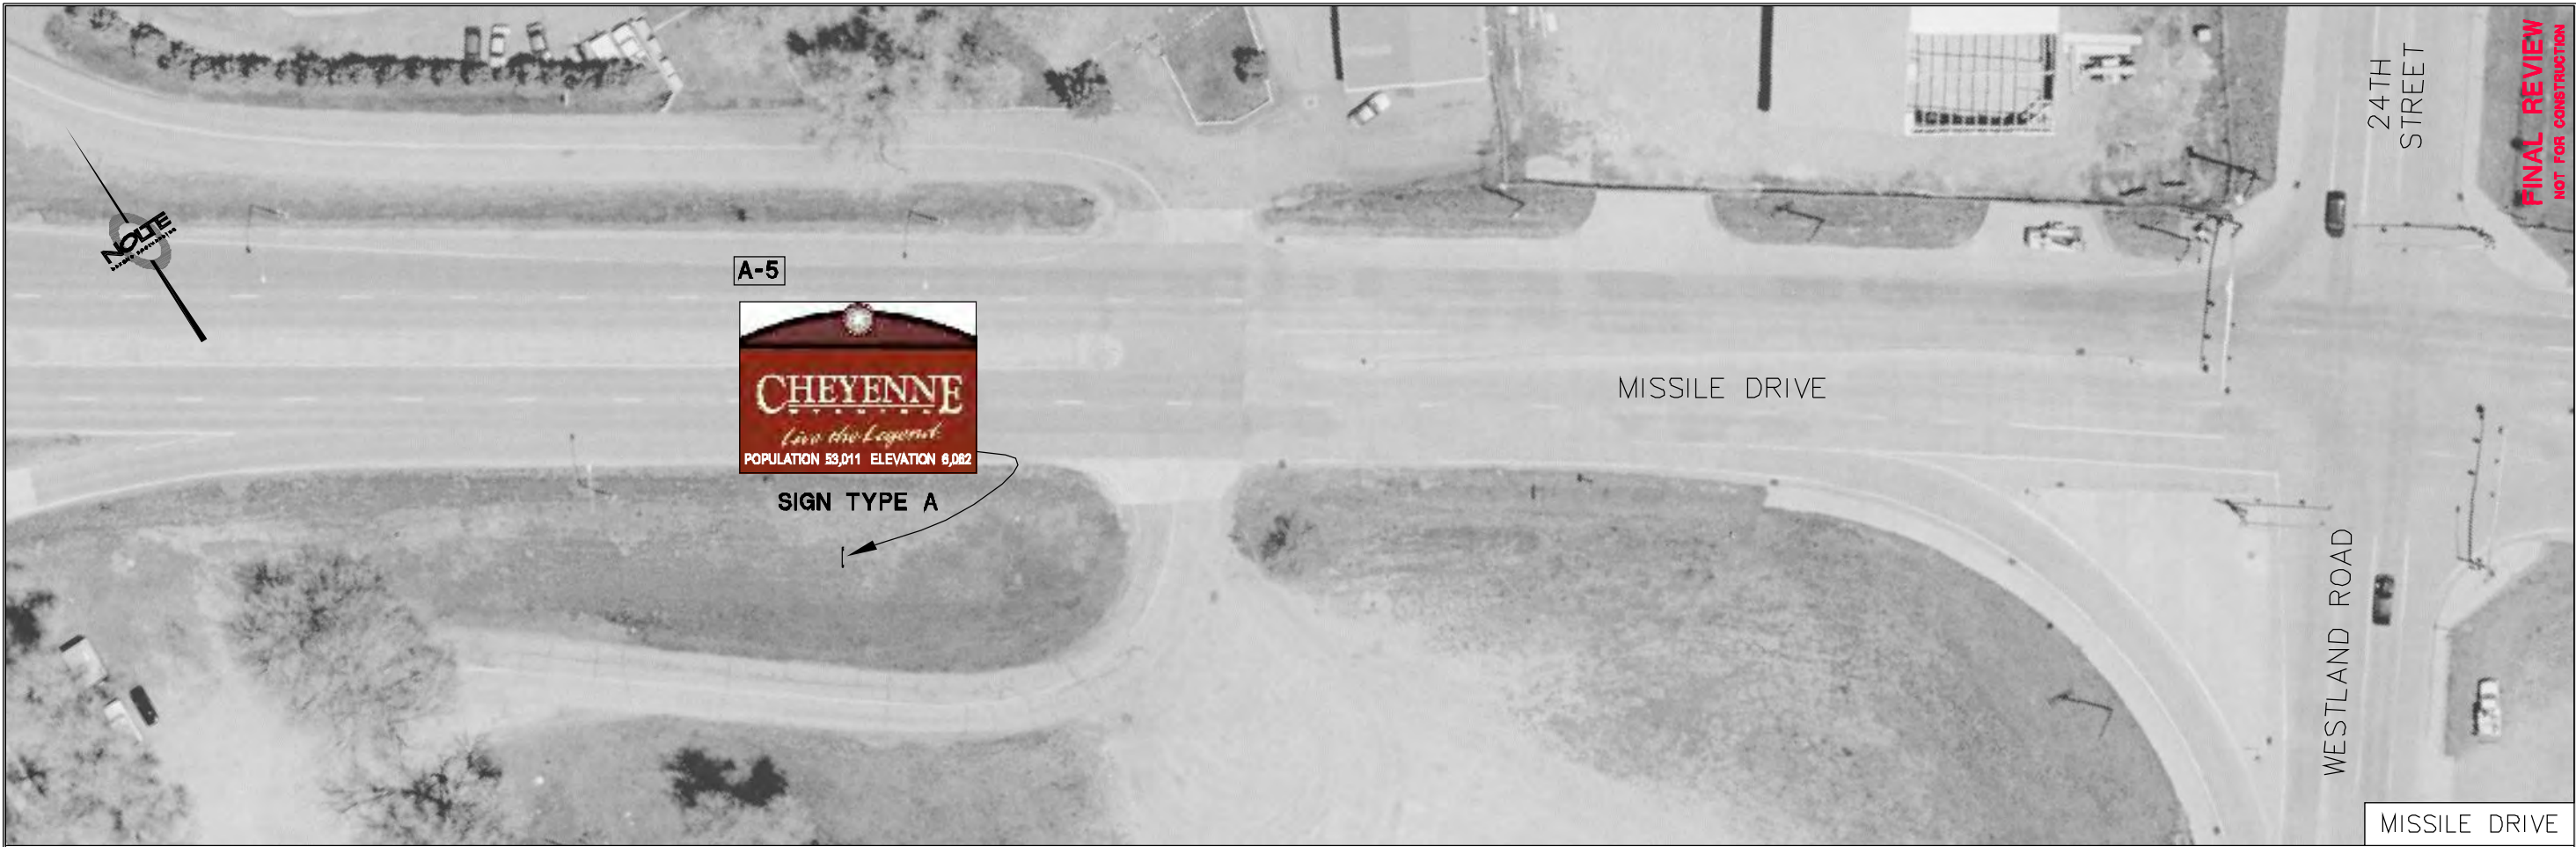 24TH
STREET
FINAL REVIEW
NOT FOR CONSTRUCTION
NOLTE
A-5
CHEYENNE
Live the Legend
POPULATION 53,011 ELEVATION 6,062
SIGN TYPE A
MISSILE DRIVE
WESTLAND ROAD
MISSILE DRIVE